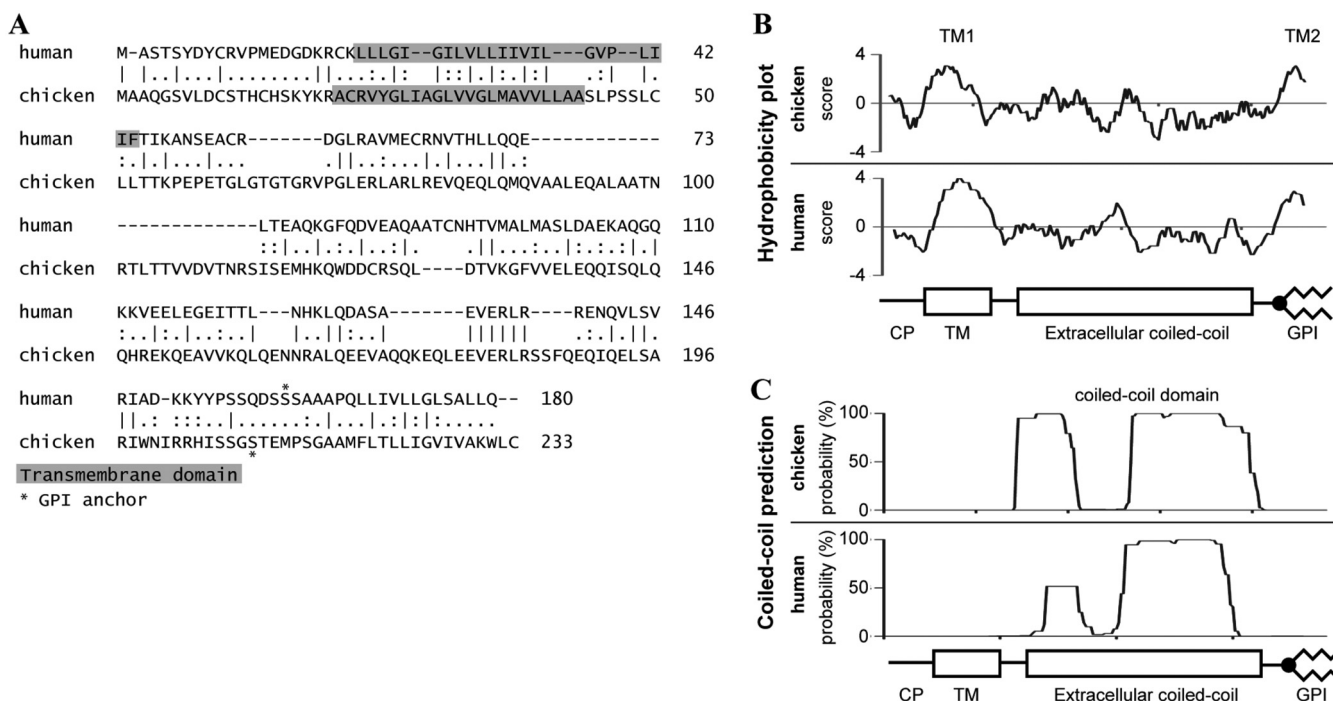 A
human M-ASTSYDYCRVPMEDGDKRCKLLLGI--GILVLLIIVIL---GVP--LI 42
| |..:.........||...:.|: |::|:.|.| .:| |.
chicken MAAQGSVLDCSTHCHSKYKRACRVYGLIAGLVVGLMAVVLLAASLPSSLC 50
human IFTIKANSEACR-------DGLRAVMECRNVTHLLQQE------------ 73
:.|.|...|.| .||..:..|.|..||.:
chicken LLTTKPEPETGLGTGTGRVPGLERLARLREVQEQLQMQVAALEQALAATN 100
human -------------LTEAQKGFQDVEAQAATCNHTVMALMASLDAEKAQGQ 110
::|..|.:.|...:| .||...:.|..:.:|
chicken RTLTTVVDVTNRSISEMHKQWDDCRSQL----DTVKGFVVELEQQISQLQ 146
human KKVEELEGEITTL---NHKLQDASA-------EVERLR---RENQVLSV 146
chicken QHREKQEAVVKQLQENNRALQEEVAQQKEQLEEVERLRSSFQEQIQELSA 196
*
human RIAD-KKYYPSSQDSSSAAAPQLLIVLLGLSALLQ-- 180
chicken RIWNIRRHISSGSTEMPSGAAMFLTLLIGVIVAKWLC 233
*
Transmembrane domain
* GPI anchor
B
TM1 TM2
Hydrophobicity plot
chicken
score
4
0
-4
human
score
4
0
-4
CP TM Extracellular coiled-coil GPI
C
coiled-coil domain
Coiled-coil prediction
chicken
probability (%)
100
50
0
human
probability (%)
100
50
0
CP TM Extracellular coiled-coil GPI